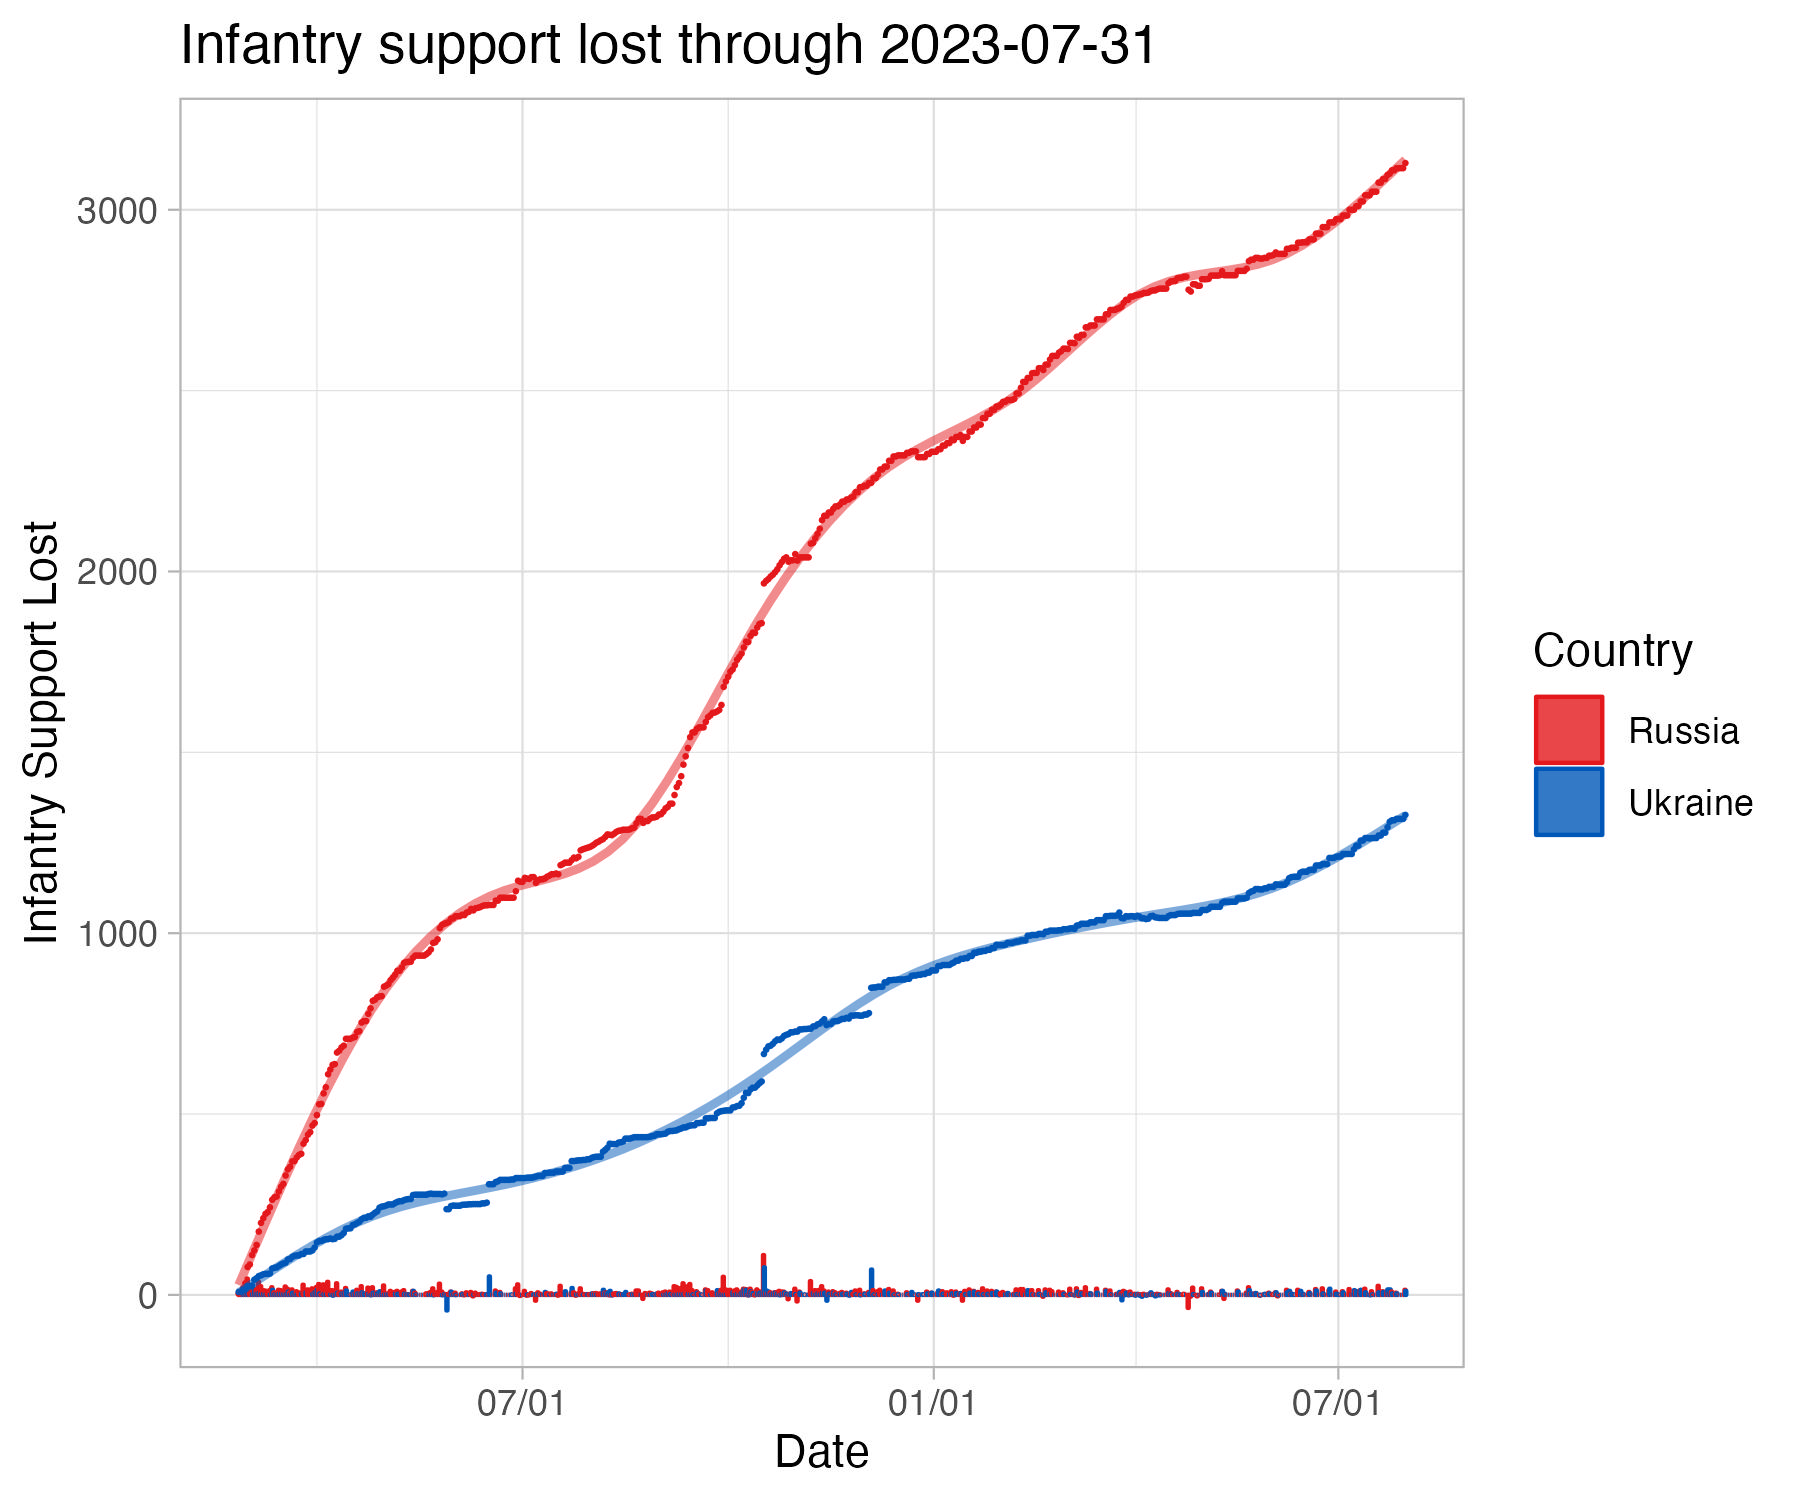 Infantry support lost through 2023-07-31
Infantry Support Lost
3000
2000
1000
0
07/01
01/01
07/01
Date
Country
Russia
Ukraine